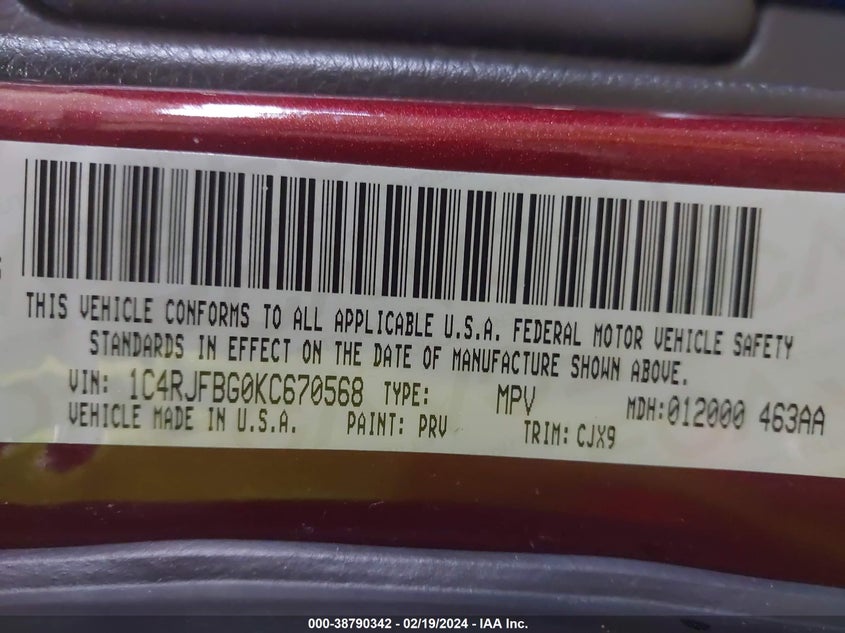 THIS VEHICLE CONFORMS TO ALL APPLICABLE U.S.A. FEDERAL MOTOR VEHICLE SAFETY
STANDARDS IN EFFECT ON THE DATE OF MANUFACTURE SHOWN ABOVE.
VIN: 1C4RJFBG0KC670568 TYPE: MPV MDH:012000 463AA
VEHICLE MADE IN U.S.A. PAINT: PRV TRIM: CJX9
000-38790342 - 02/19/2024 - IAA Inc.